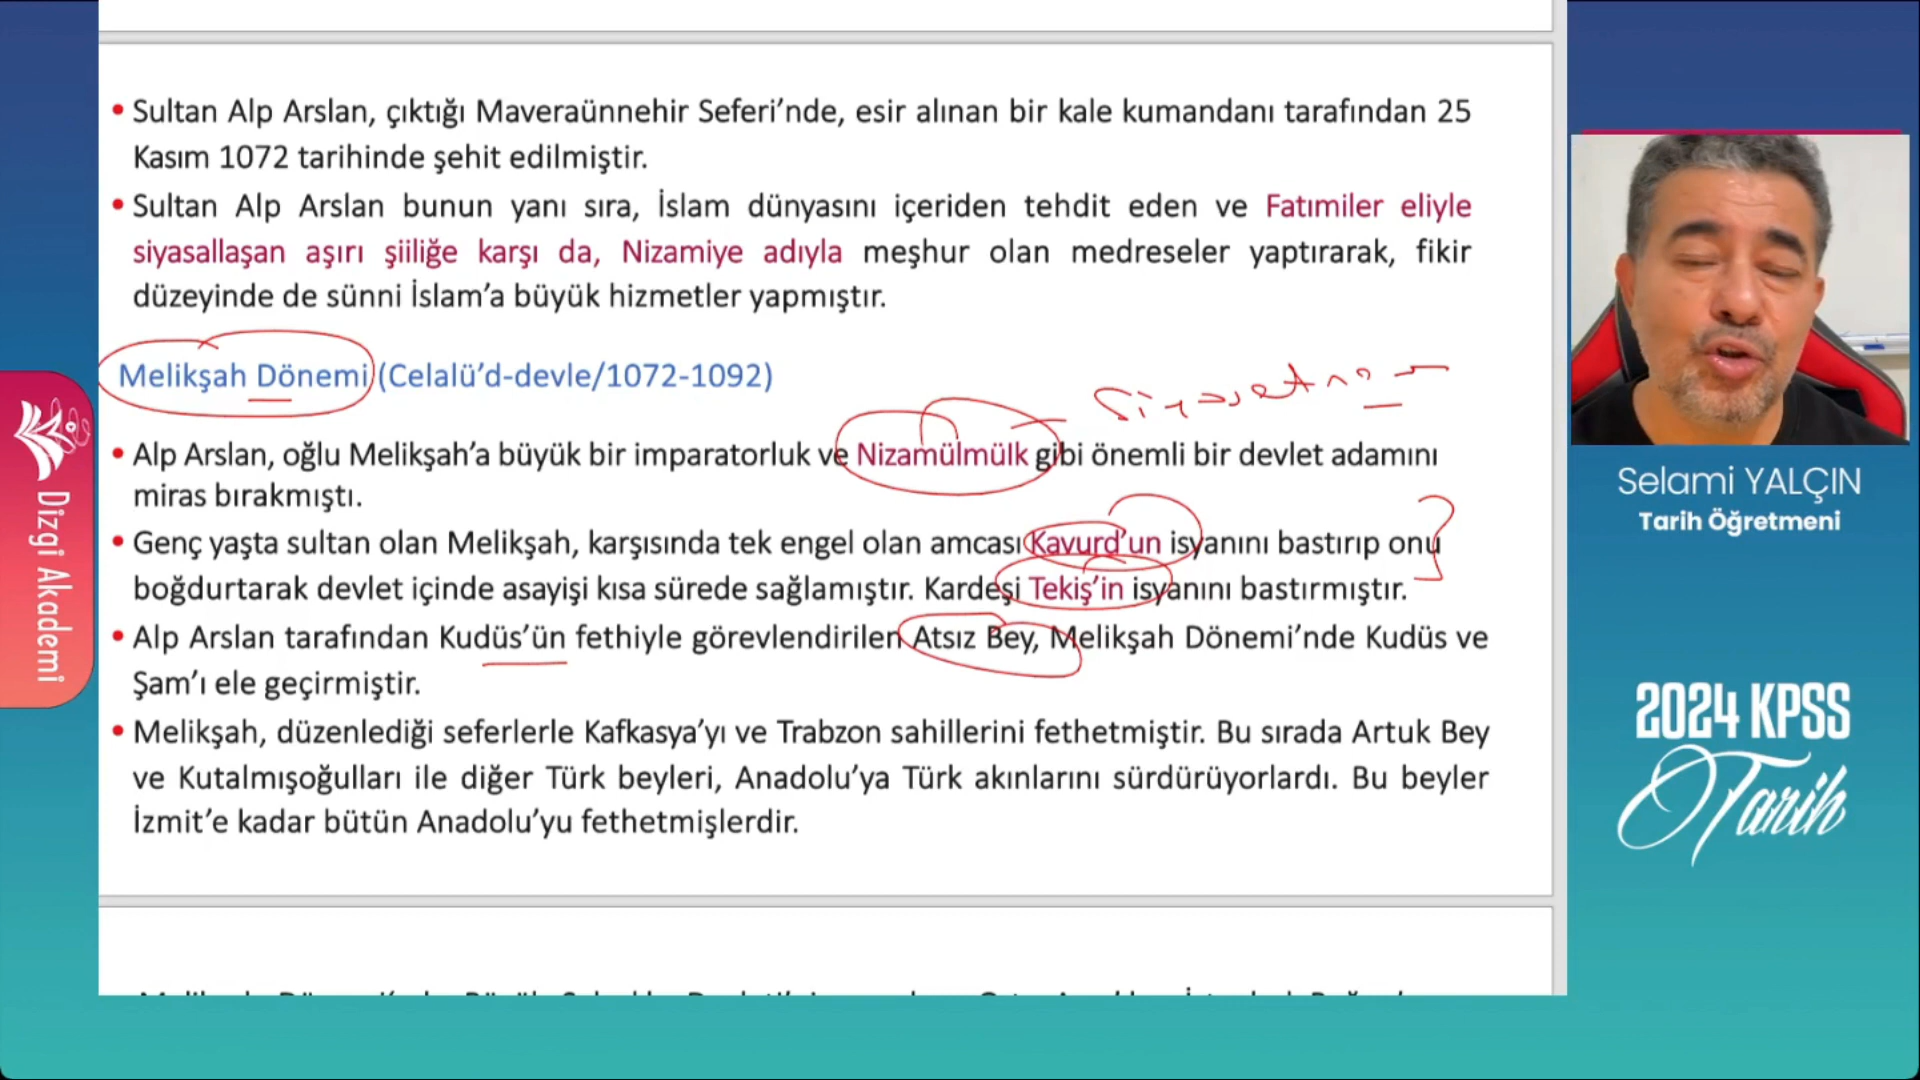 • Sultan Alp Arslan, çıktığı Maveraünnehir Seferi’nde, esir alınan bir kale kumandanı tarafından 25
Kasım 1072 tarihinde şehit edilmiştir.
• Sultan Alp Arslan bunun yanı sıra, İslam dünyasını içeriden tehdit eden ve Fatımiler eliyle
siyasallaşan aşırı şiiliğe karşı da, Nizamiye adıyla meşhur olan medreseler yaptırarak, fikir
düzeyinde de sünni İslam’a büyük hizmetler yapmıştır.
Melikşah Dönemi (Celalü’d-devle/1072-1092)
• Alp Arslan, oğlu Melikşah’a büyük bir imparatorluk ve Nizamülmülk gibi önemli bir devlet adamını
miras bırakmıştı.
• Genç yaşta sultan olan Melikşah, karşısında tek engel olan amcası Kavurd’un isyanını bastırıp onu
boğdurtarak devlet içinde asayişi kısa sürede sağlamıştır. Kardeşi Tekiş’in isyanını bastırmıştır.
• Alp Arslan tarafından Kudüs’ün fethiyle görevlendirilen Atsız Bey, Melikşah Dönemi’nde Kudüs ve
Şam’ı ele geçirmiştir.
• Melikşah, düzenlediği seferlerle Kafkasya’yı ve Trabzon sahillerini fethetmiştir. Bu sırada Artuk Bey
ve Kutalmışoğulları ile diğer Türk beyleri, Anadolu’ya Türk akınlarını sürdürüyorlardı. Bu beyler
İzmit’e kadar bütün Anadolu’yu fethetmişlerdir.
Dizgi Akademi
Selami YALÇIN
Tarih Öğretmeni
2024 KPSS
Tarih